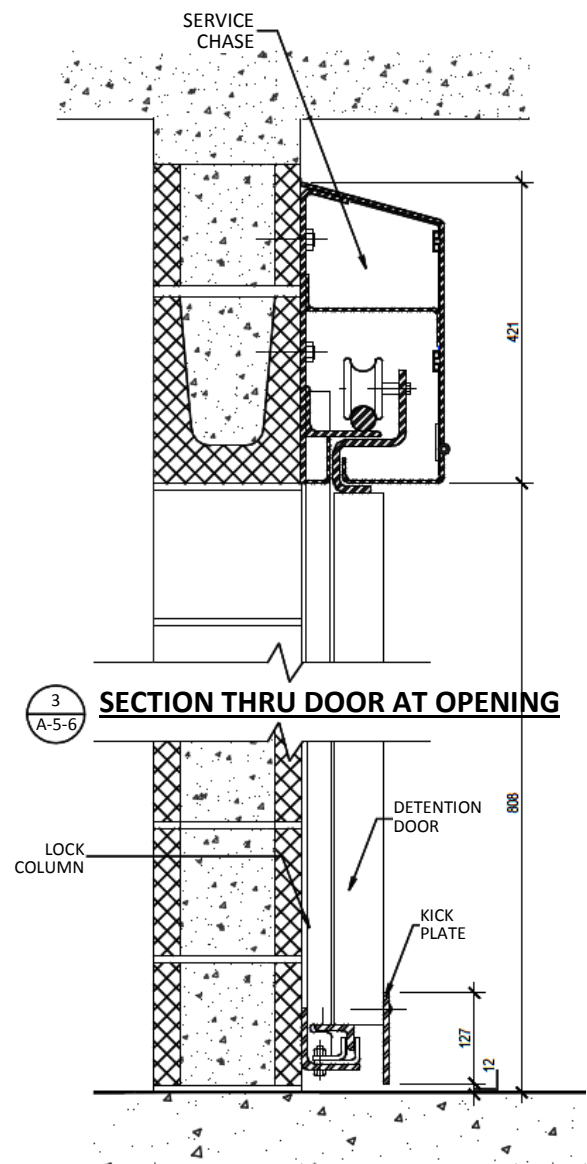 SERVICE
CHASE
421
3
A-5-6
SECTION THRU DOOR AT OPENING
808
DETENTION
DOOR
LOCK
COLUMN
KICK
PLATE
127
12